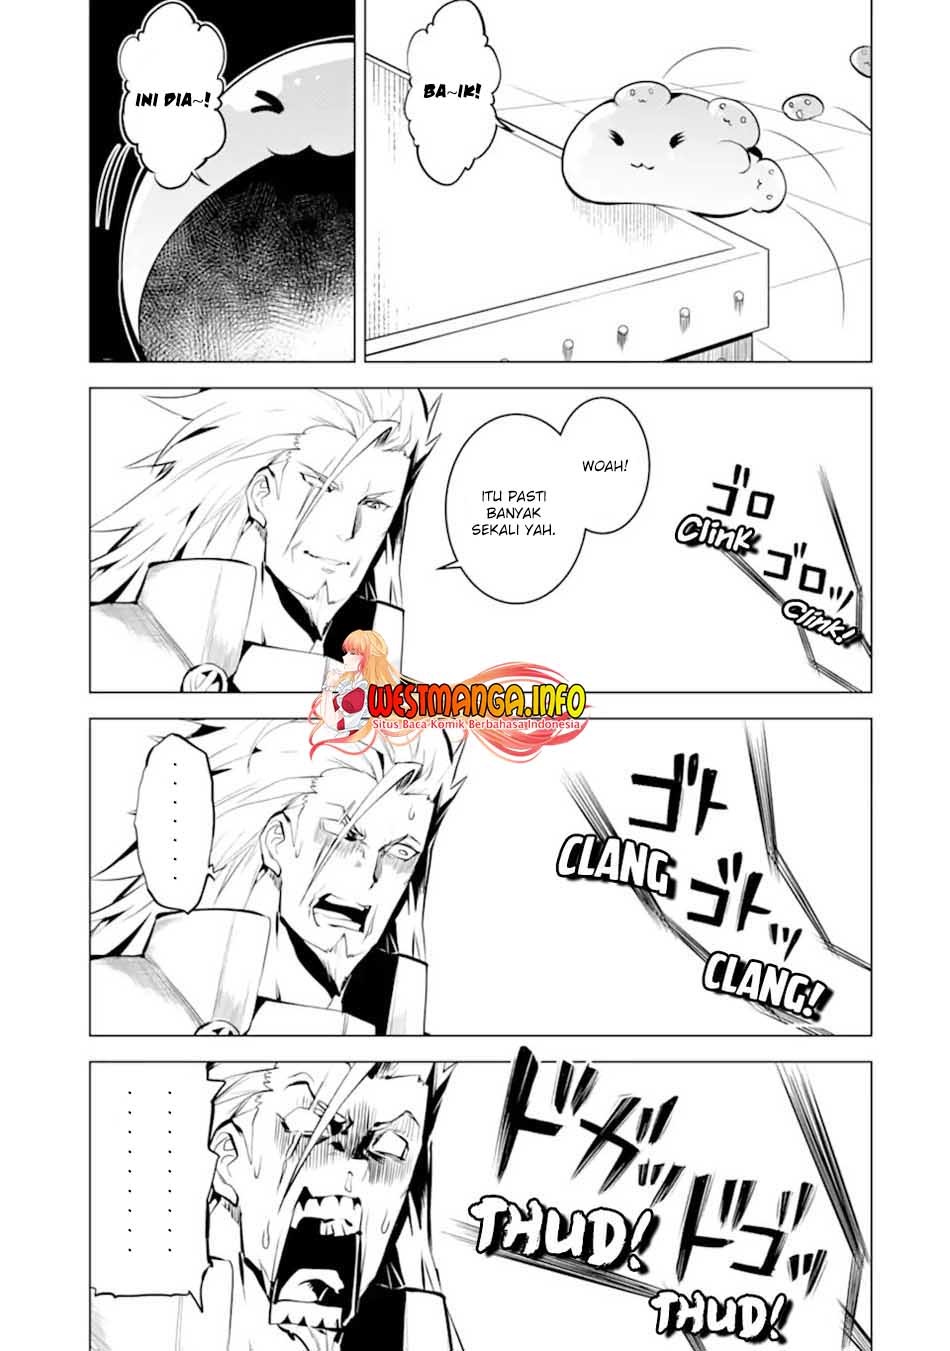 BA~IK!
INI DIA~!
WOAH!
ITU PASTI
BANYAK
SEKALI YAH.
ゴロ
Clink
ゴロッ
Clink!
WESTMANGA.INFO
Situs Baca Komik Berbahasa Indonesia
ゴト
CLANG
ゴトッ
CLANG!
. . . . . .
. . . . . .
ドガッ
THUD!
ドゴッ
THUD!
. . . . . . . .
. . . . . . . .